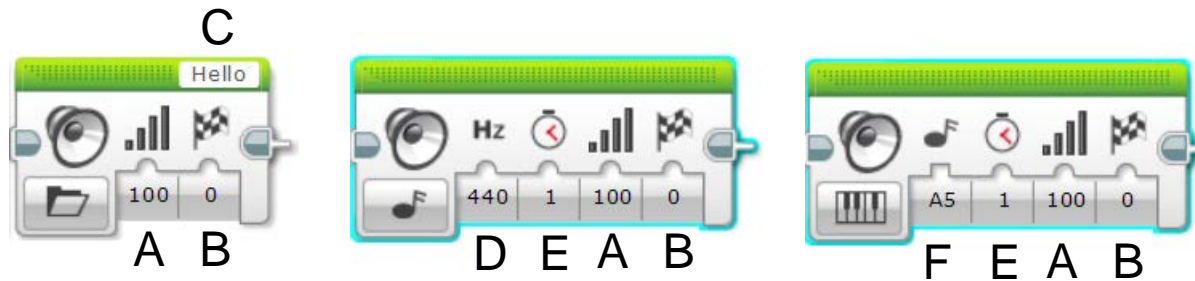 C
Hello
Hz
100 0
440 1 100 0
A5 1 100 0
A B
D E A B
F E A B